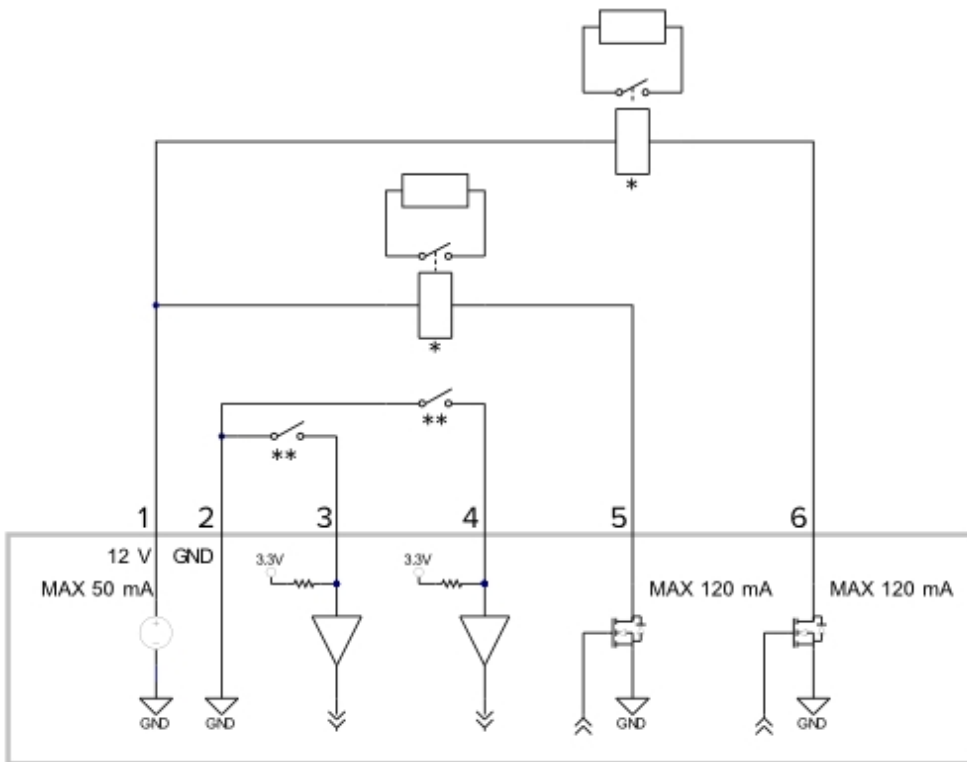 *
*
**
**
1 2 3 4 5 6
12 V GND 3.3V 3.3V
MAX 50 mA MAX 120 mA MAX 120 mA
+
-
GND GND GND GND